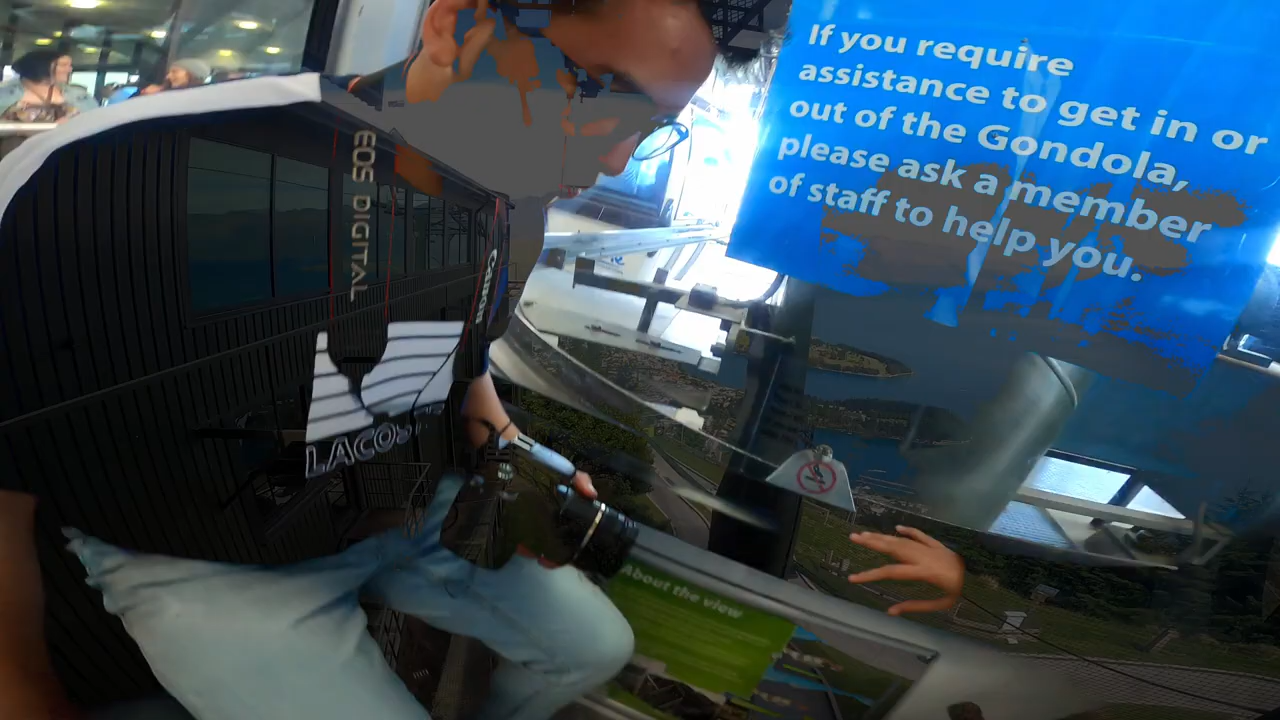 If you require
assistance to get in or
out of the Gondola,
please ask a member
of staff to help you.
EOS DIGITAL
Canon
LACOST
About the view